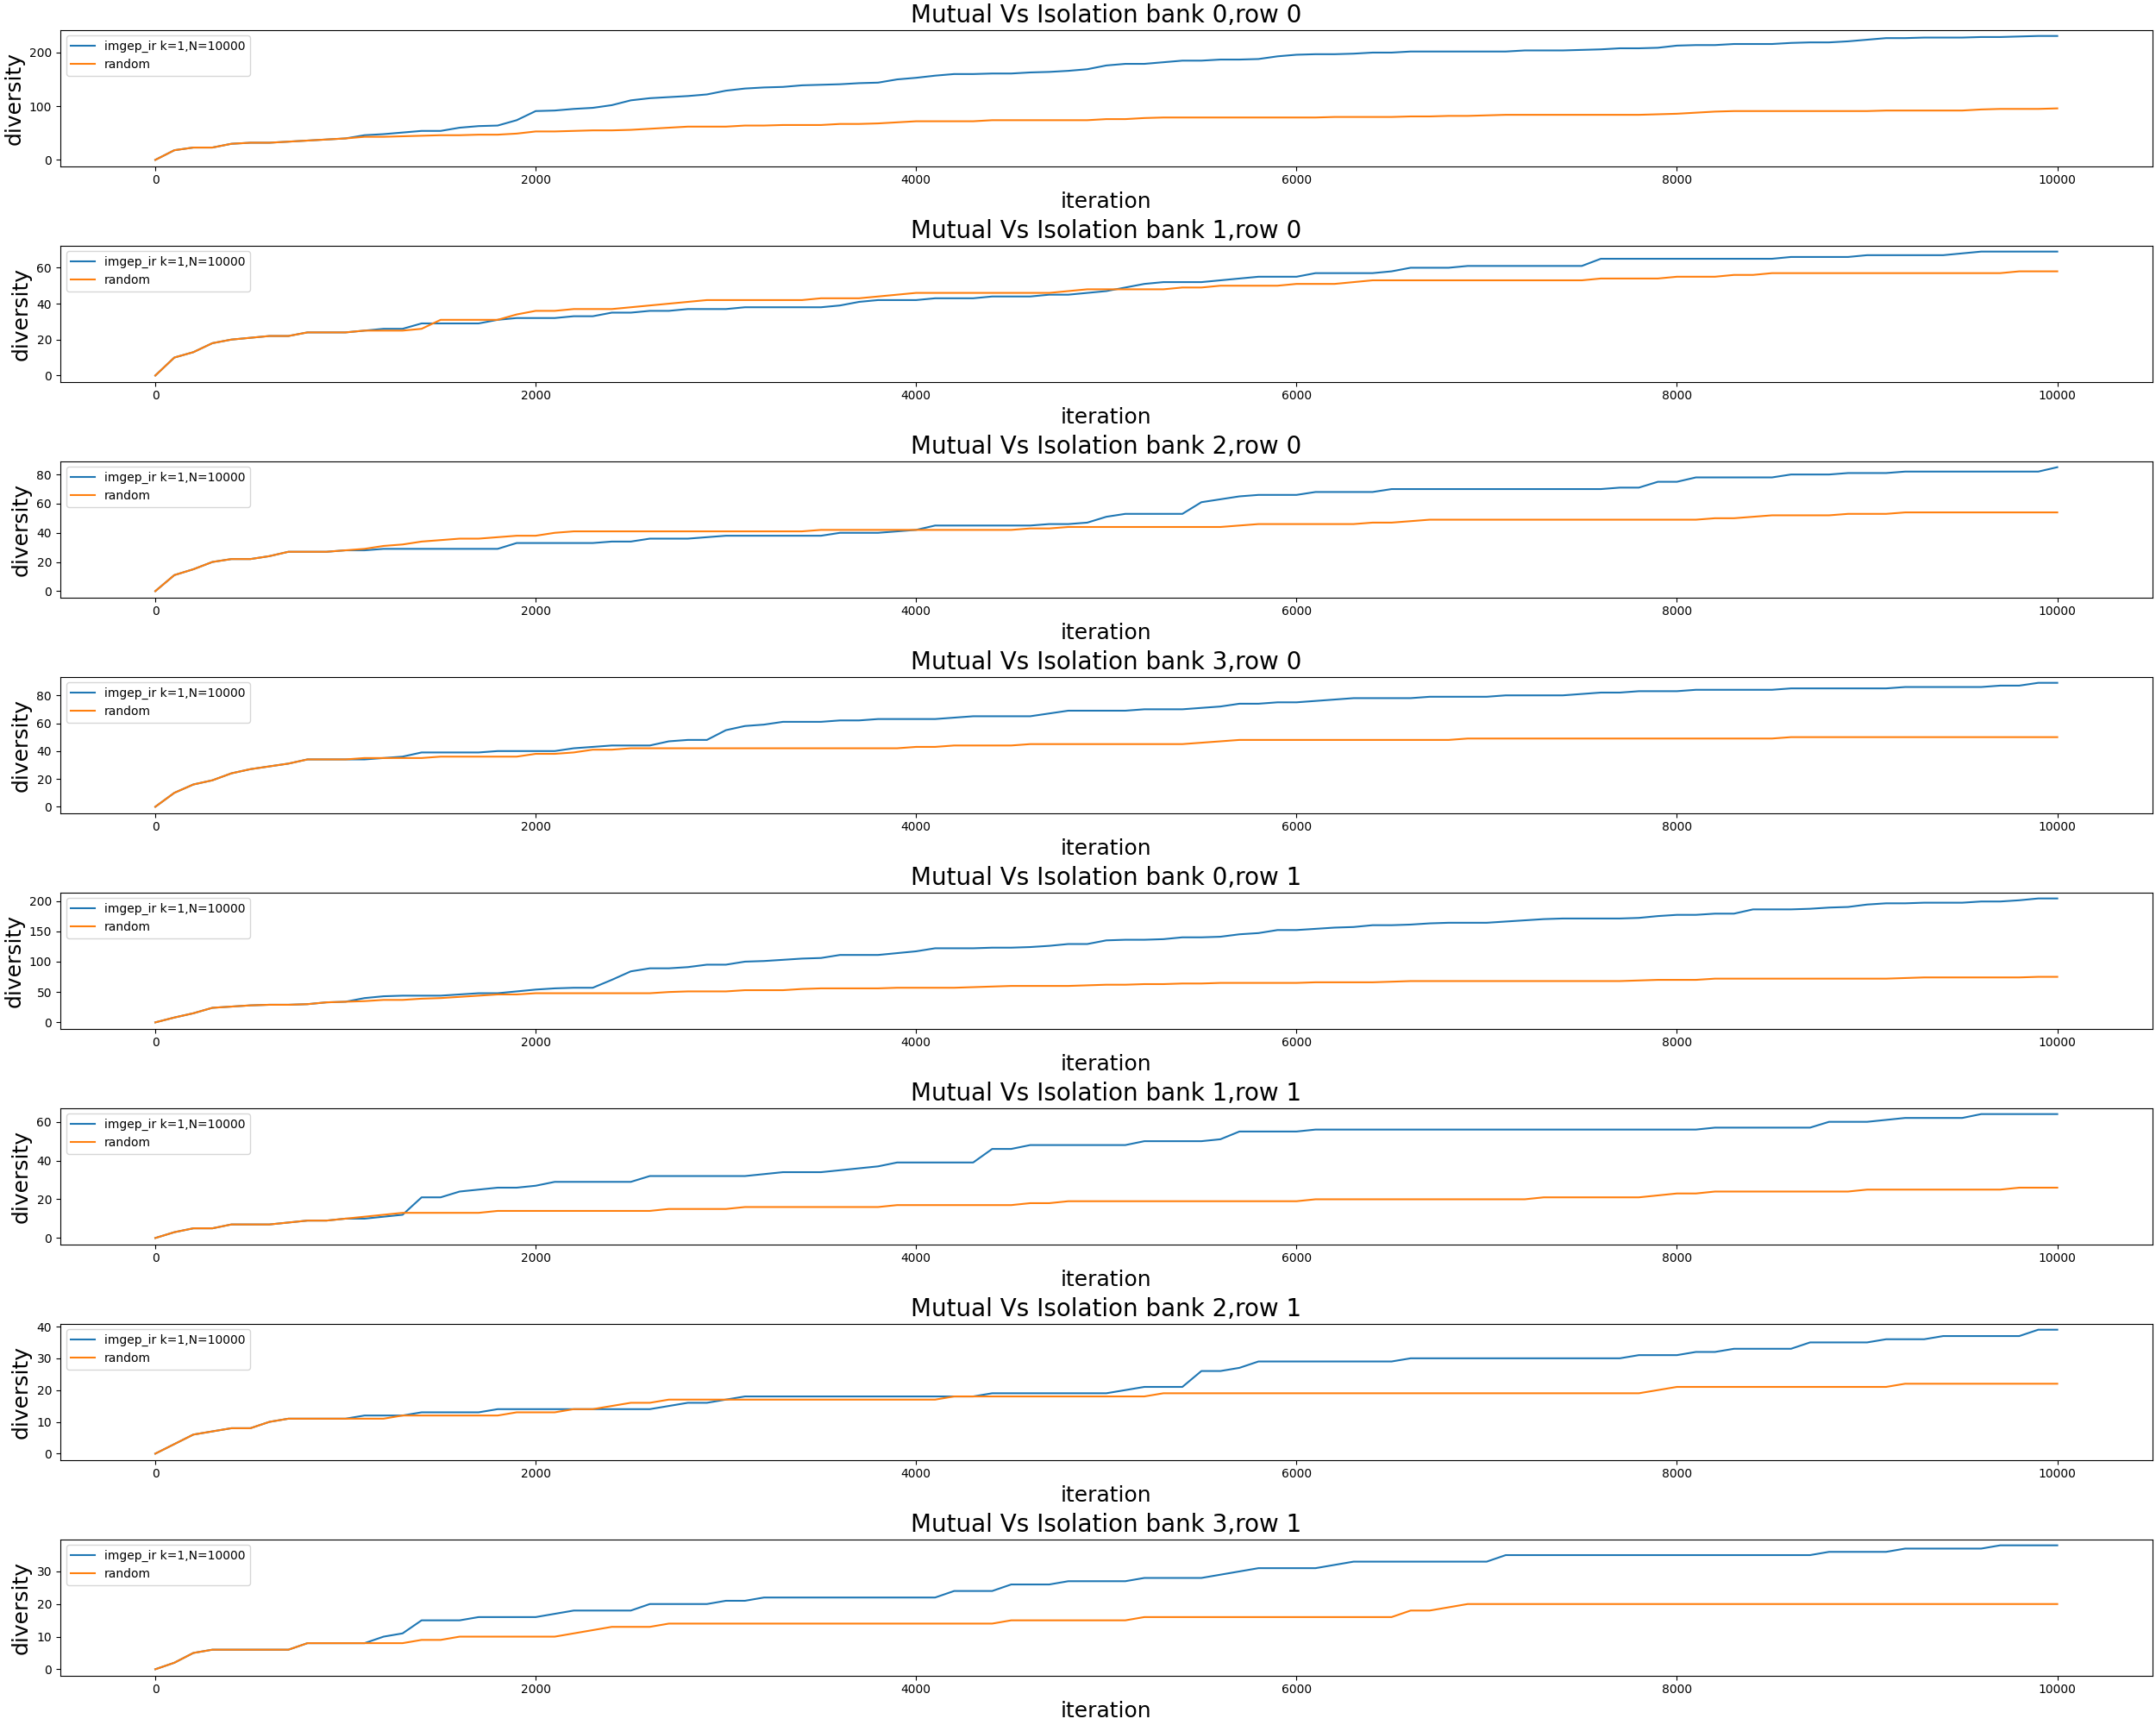 Mutual Vs Isolation bank 0,row 0
imgep_ir k=1,N=10000
random
diversity
200
100
0
0 2000 4000 6000 8000 10000
iteration
Mutual Vs Isolation bank 1,row 0
imgep_ir k=1,N=10000
random
diversity
60
40
20
0
0 2000 4000 6000 8000 10000
iteration
Mutual Vs Isolation bank 2,row 0
imgep_ir k=1,N=10000
random
diversity
80
60
40
20
0
0 2000 4000 6000 8000 10000
iteration
Mutual Vs Isolation bank 3,row 0
imgep_ir k=1,N=10000
random
diversity
80
60
40
20
0
0 2000 4000 6000 8000 10000
iteration
Mutual Vs Isolation bank 0,row 1
imgep_ir k=1,N=10000
random
diversity
200
150
100
50
0
0 2000 4000 6000 8000 10000
iteration
Mutual Vs Isolation bank 1,row 1
imgep_ir k=1,N=10000
random
diversity
60
40
20
0
0 2000 4000 6000 8000 10000
iteration
Mutual Vs Isolation bank 2,row 1
imgep_ir k=1,N=10000
random
diversity
40
30
20
10
0
0 2000 4000 6000 8000 10000
iteration
Mutual Vs Isolation bank 3,row 1
imgep_ir k=1,N=10000
random
diversity
30
20
10
0
0 2000 4000 6000 8000 10000
iteration